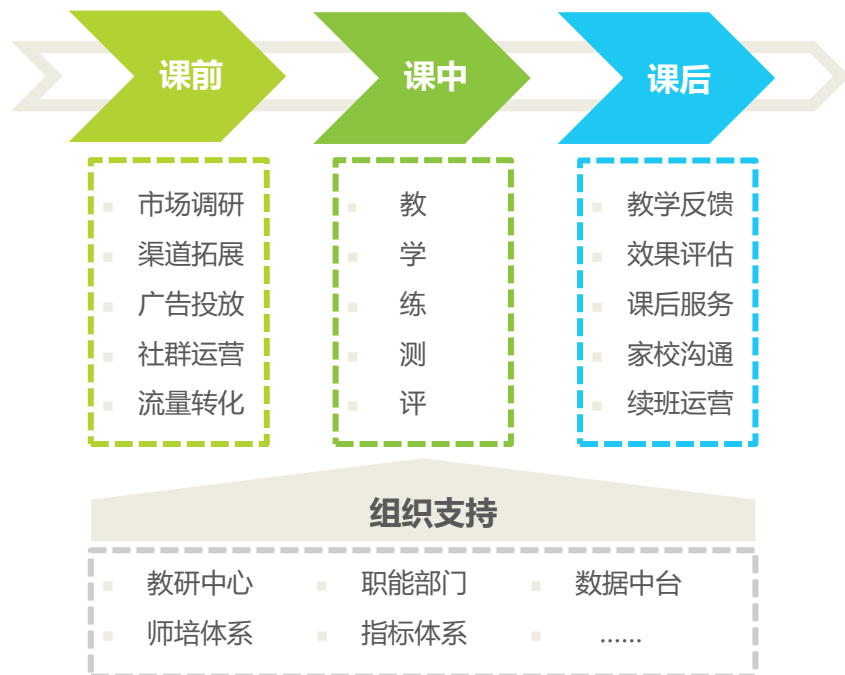 课前
课中
课后
市场调研
渠道拓展
广告投放
社群运营
流量转化
教
学
练
测
评
教学反馈
效果评估
课后服务
家校沟通
续班运营
组织支持
教研中心 职能部门 数据中台
师培体系 指标体系 ......